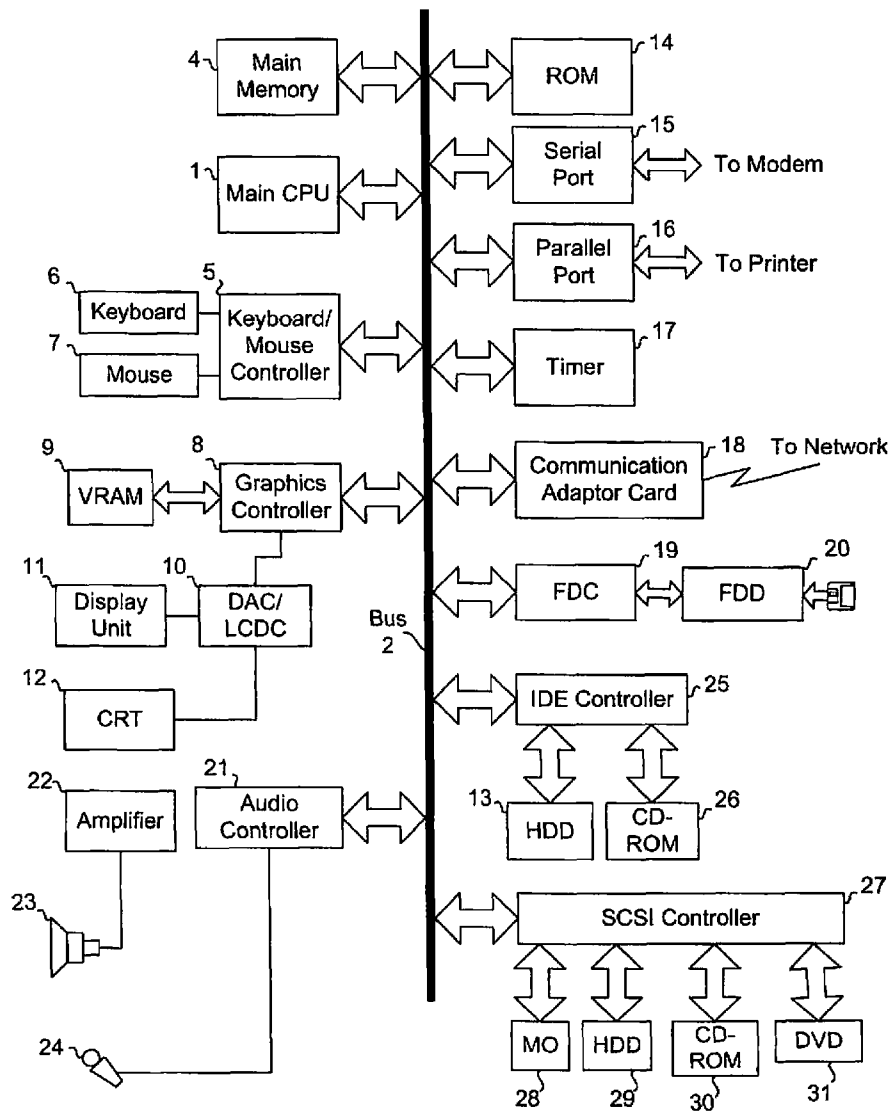 4
Main
Memory
14
ROM
1
Main CPU
15
Serial
Port
To Modem
16
Parallel
Port
To Printer
6
Keyboard
5
Keyboard/
Mouse
Controller
7
Mouse
17
Timer
9
VRAM
8
Graphics
Controller
18
Communication
Adaptor Card
To Network
11
Display
Unit
10
DAC/
LCDC
Bus
2
19
FDC
20
FDD
12
CRT
25
IDE Controller
13
HDD
26
CD-
ROM
22
Amplifier
21
Audio
Controller
23
24
27
SCSI Controller
MO
28
HDD
29
CD-
ROM
30
DVD
31